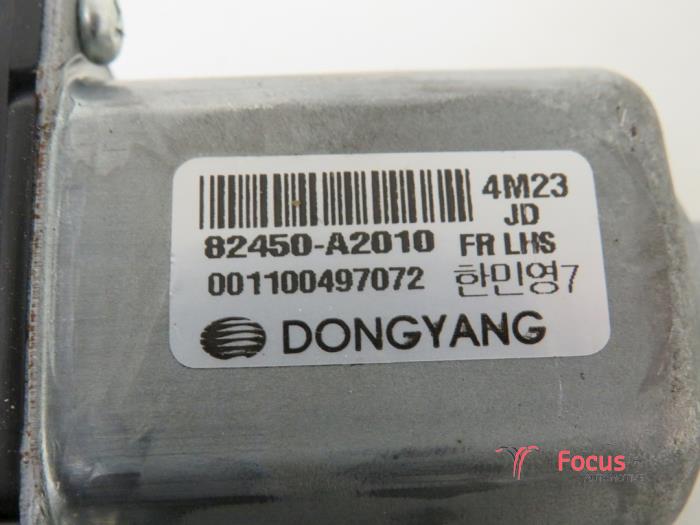 4M23
JD
82450-A2010 FR LHS
001100497072 한민영7
DONGYANG
Focus